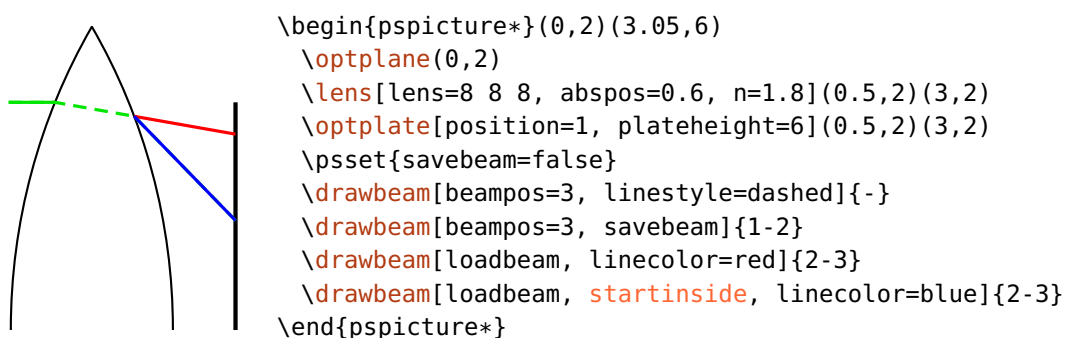 \begin{pspicture*}(0,2)(3.05,6)
\optplane(0,2)
\lens[lens=8 8 8, abspos=0.6, n=1.8](0.5,2)(3,2)
\optplate[position=1, plateheight=6](0.5,2)(3,2)
\psset{savebeam=false}
\drawbeam[beampos=3, linestyle=dashed]{-}
\drawbeam[beampos=3, savebeam]{1-2}
\drawbeam[loadbeam, linecolor=red]{2-3}
\drawbeam[loadbeam, startinside, linecolor=blue]{2-3}
\end{pspicture*}